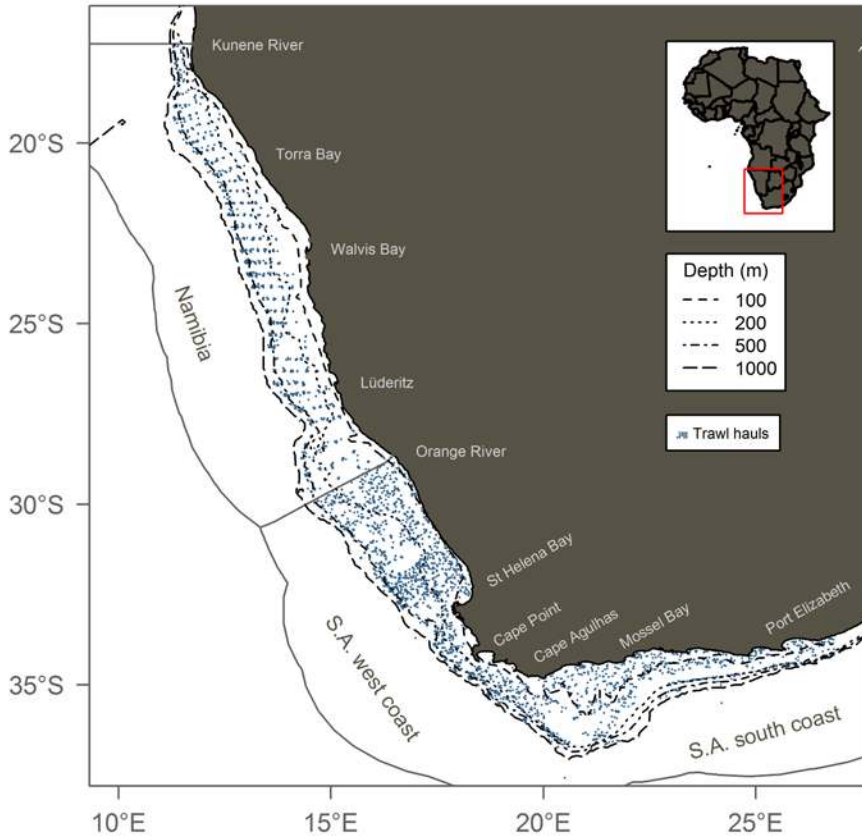 Kunene River
20°S
Torra Bay
Walvis Bay
Depth (m)
100
200
500
1000
Namibia
25°S
Lüderitz
Trawl hauls
Orange River
30°S
St Helena Bay
Cape Point
Cape Agulhas
Mossel Bay
Port Elizabeth
S.A. west coast
35°S
S.A. south coast
10°E
15°E
20°E
25°E